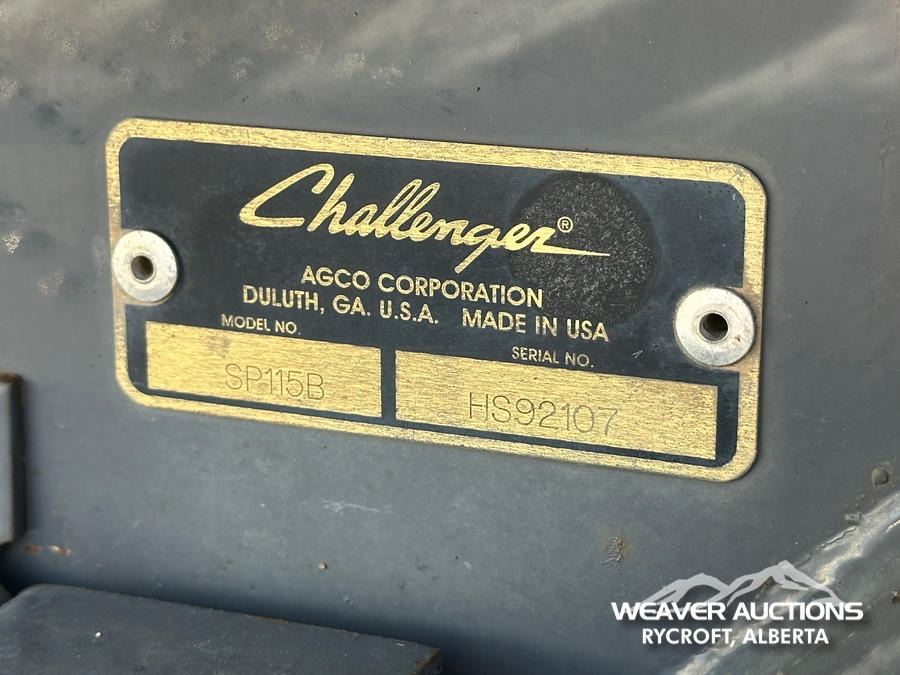 Challenger®
AGCO CORPORATION
DULUTH, GA. U.S.A. MADE IN USA
MODEL NO.
SERIAL NO.
SP115B
HS92107
WEAVER AUCTIONS
RYCROFT, ALBERTA